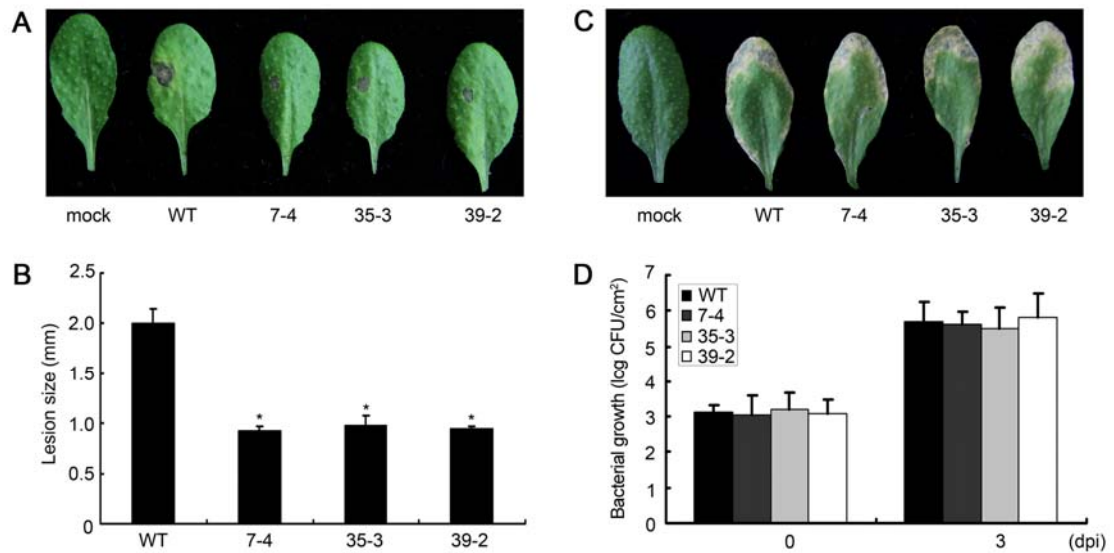 A
mock WT 7-4 35-3 39-2
B
Lesion size (mm)
2.5
2.0
1.5
1.0
0.5
0
* * *
WT 7-4 35-3 39-2
C
mock WT 7-4 35-3 39-2
D
Bacterial growth (log CFU/cm²)
7
6
5
4
3
2
1
0
WT
7-4
35-3
39-2
0 3 (dpi)